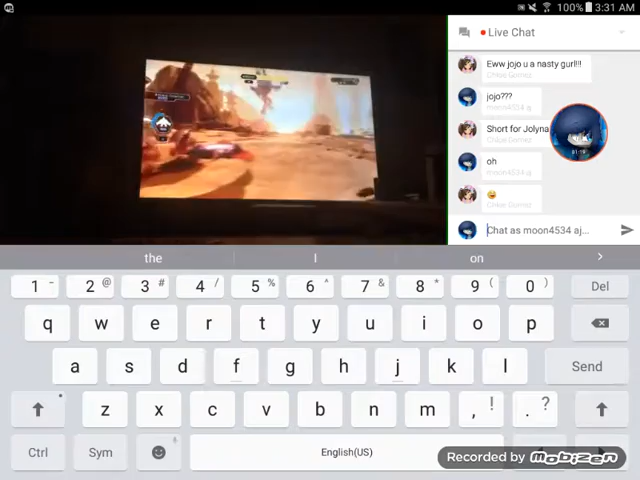 100% 3:31 AM
Live Chat
Eww jojo u a nasty gurl!!!
Chloe Gomez
jojo???
moon4534 aj
Short for Jolyna
Chloe Gomez
81:19
oh
moon4534 aj
Chloe Gomez
Chat as moon4534 aj...
the I on
1 - 2 @ 3 # 4 / 5 % 6 ^ 7 & 8 * 9 ( 0 ) Del
q w e r t y u i o p
a s d f g h j k l Send
z x c v b n m , ! . ?
Ctrl Sym English(US)
Recorded by mobizen